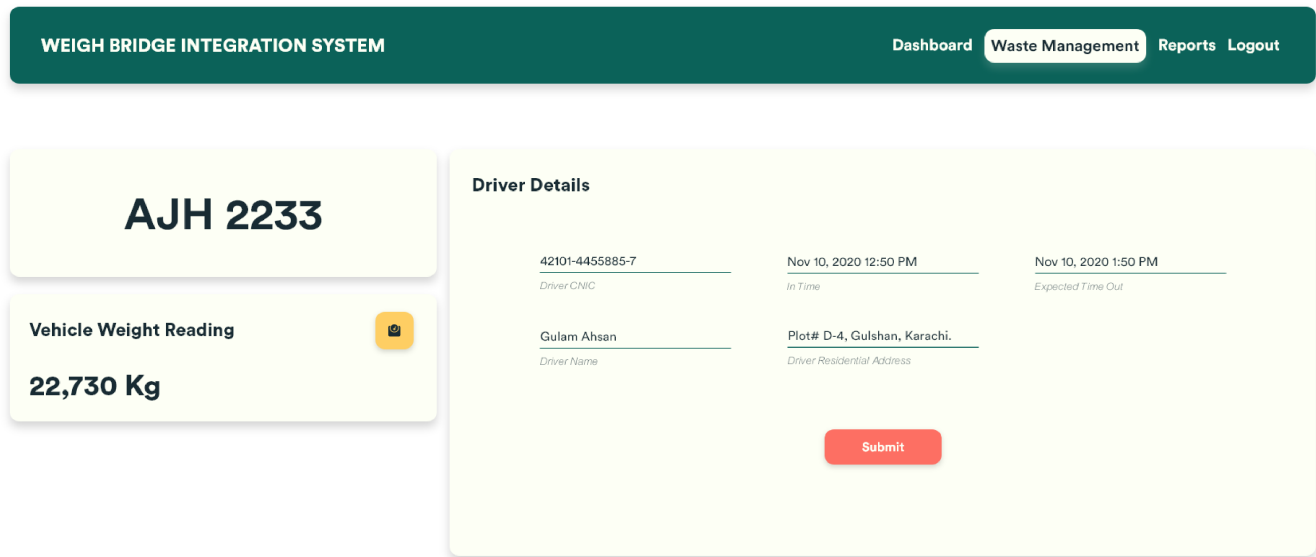 WEIGH BRIDGE INTEGRATION SYSTEM
Dashboard Waste Management Reports Logout
AJH 2233
Vehicle Weight Reading
22,730 Kg
Driver Details
42101-4455885-7
Driver CNIC
Nov 10, 2020 12:50 PM
In Time
Nov 10, 2020 1:50 PM
Expected Time Out
Gulam Ahsan
Driver Name
Plot# D-4, Gulshan, Karachi.
Driver Residential Address
Submit